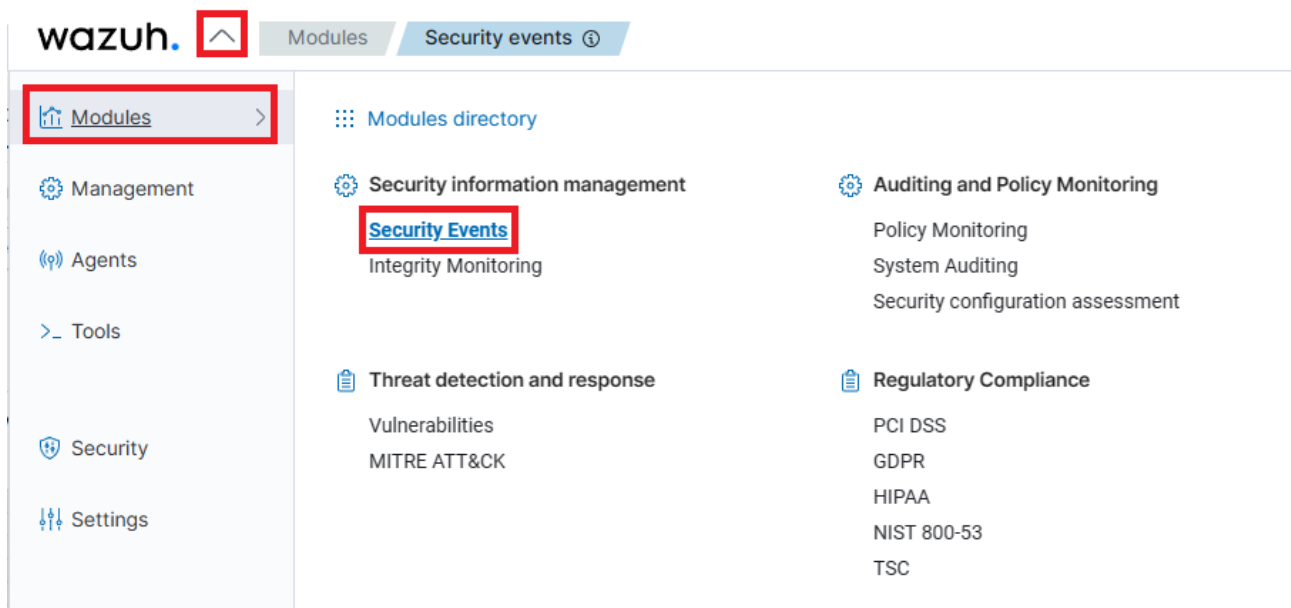 wazuh.
Modules
Security events
Modules
Management
Agents
Tools
Security
Settings
Modules directory
Security information management
Security Events
Integrity Monitoring
Auditing and Policy Monitoring
Policy Monitoring
System Auditing
Security configuration assessment
Threat detection and response
Vulnerabilities
MITRE ATT&CK
Regulatory Compliance
PCI DSS
GDPR
HIPAA
NIST 800-53
TSC